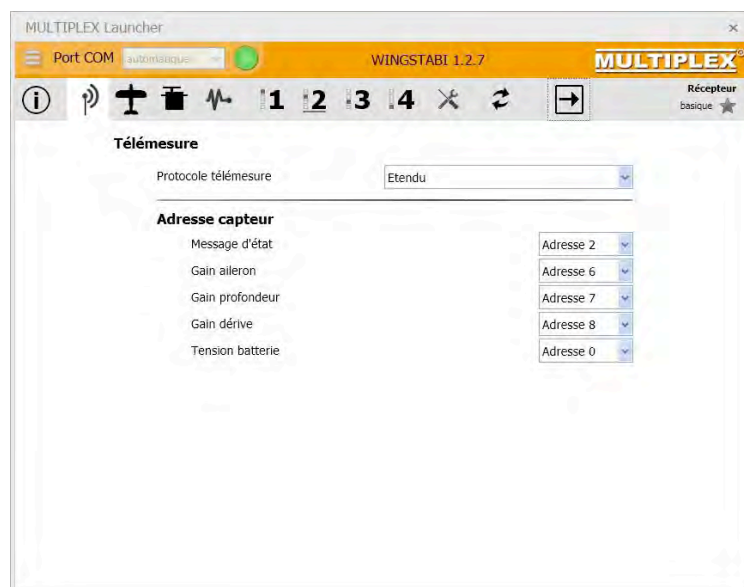 MULTIPLEX Launcher
Port COM automatique WINGSTABI 1.2.7 MULTIPLEX®
1 2 3 4 Récepteur
basique
Télémesure
Protocole télémesure Etendu
Adresse capteur
Message d'état Adresse 2
Gain aileron Adresse 6
Gain profondeur Adresse 7
Gain dérive Adresse 8
Tension batterie Adresse 0